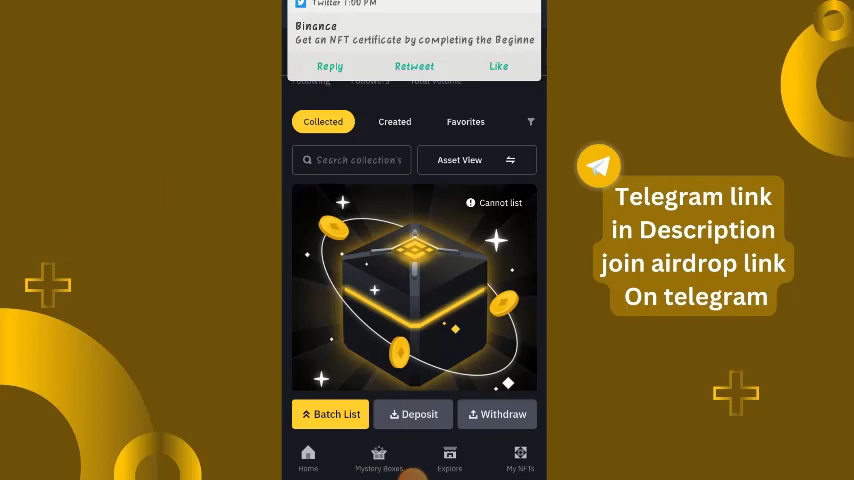 Twitter 1:00 PM
Binance
Get an NFT certificate by completing the Beginne
Reply
Retweet
Like
Following
Followers
Total Volume
Collected
Created
Favorites
Search collection's
Asset View
Cannot list
Batch List
Deposit
Withdraw
Home
Mystery Boxes
Explore
My NFTs
Telegram link
in Description
join airdrop link
On telegram